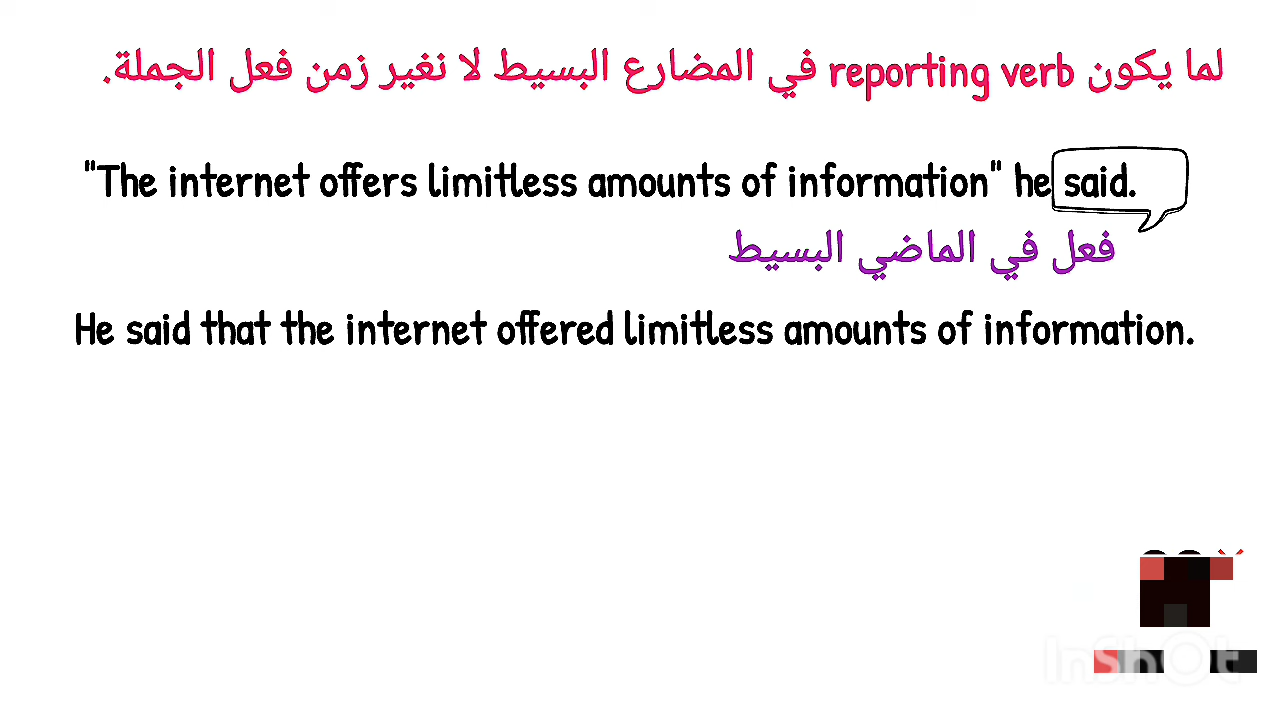 لما يكون reporting verb في المضارع البسيط لا نغير زمن فعل الجملة.
"The internet offers limitless amounts of information" he said.
فعل في الماضي البسيط
He said that the internet offered limitless amounts of information.
InShOt